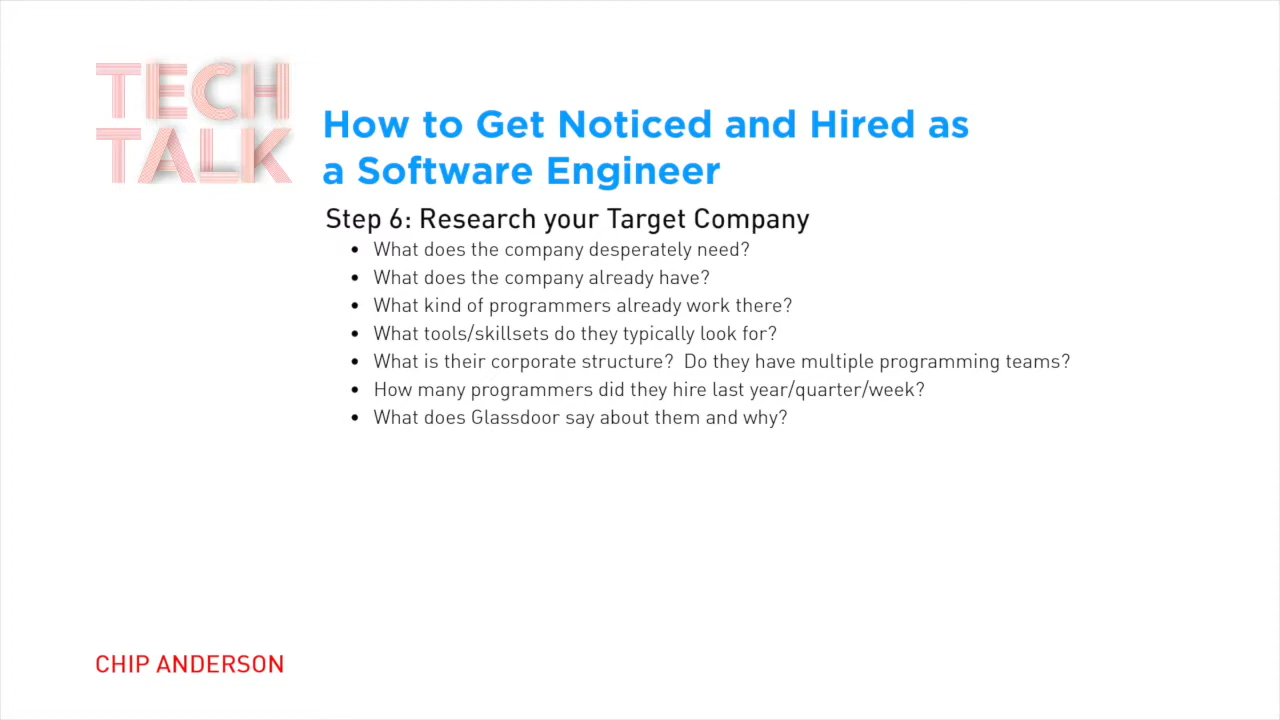 TECH
TALK
How to Get Noticed and Hired as
a Software Engineer
Step 6: Research your Target Company
• What does the company desperately need?
• What does the company already have?
• What kind of programmers already work there?
• What tools/skillsets do they typically look for?
• What is their corporate structure?  Do they have multiple programming teams?
• How many programmers did they hire last year/quarter/week?
• What does Glassdoor say about them and why?
CHIP ANDERSON